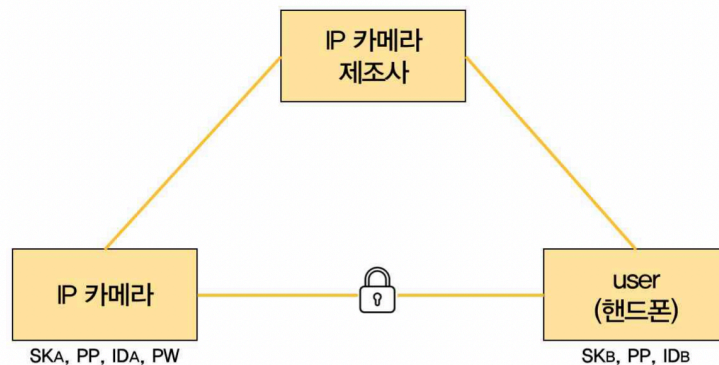 IP 카메라
제조사
IP 카메라
user
(핸드폰)
SKA, PP, IDA, PW
SKB, PP, IDB